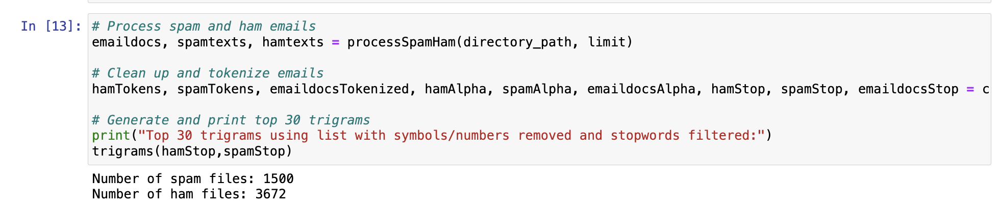 In [13]:
# Process spam and ham emails
emaildocs, spamtexts, hamtexts = processSpamHam(directory_path, limit)
# Clean up and tokenize emails
hamTokens, spamTokens, emaildocsTokenized, hamAlpha, spamAlpha, emaildocsAlpha, hamStop, spamStop, emaildocsStop = c
# Generate and print top 30 trigrams
print("Top 30 trigrams using list with symbols/numbers removed and stopwords filtered:")
trigrams(hamStop,spamStop)
Number of spam files: 1500
Number of ham files: 3672